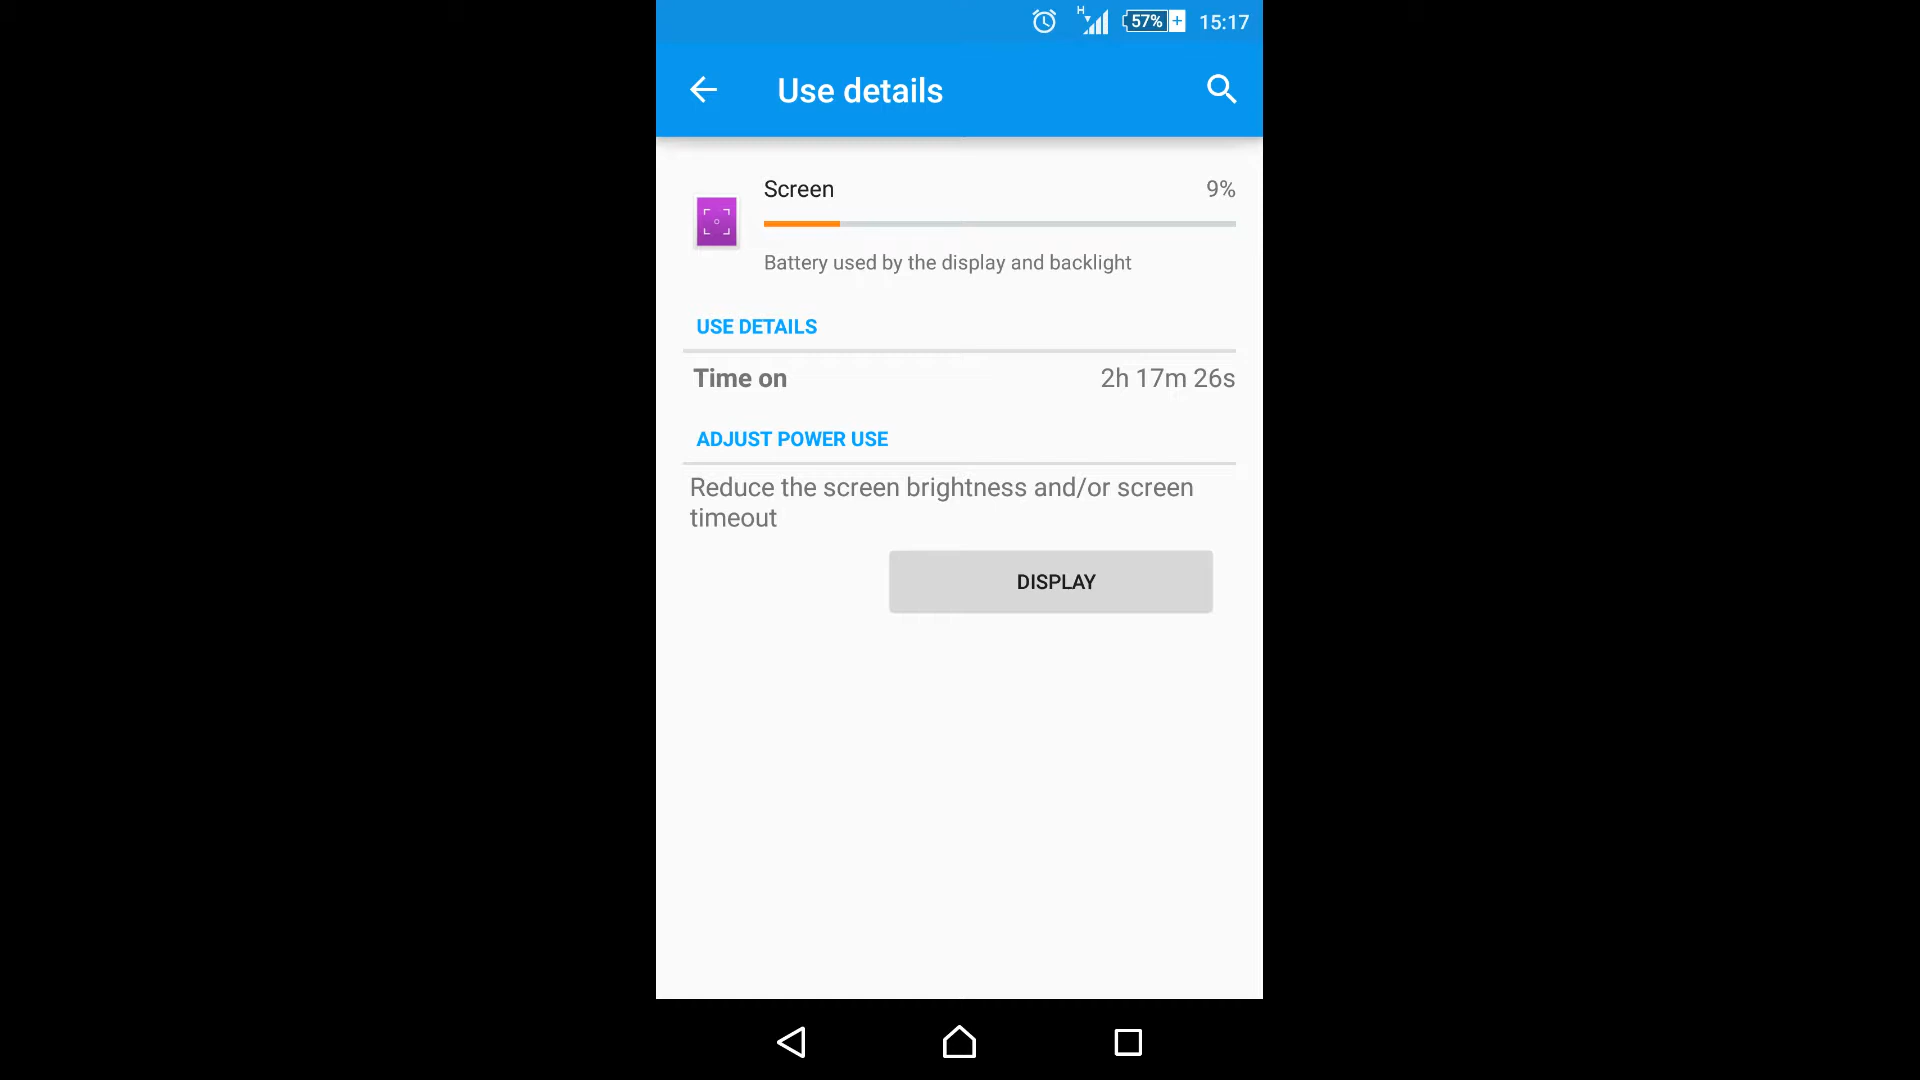 H 57% 15:17
Use details
Screen 9%
Battery used by the display and backlight
USE DETAILS
Time on 2h 17m 26s
ADJUST POWER USE
Reduce the screen brightness and/or screen
timeout
DISPLAY